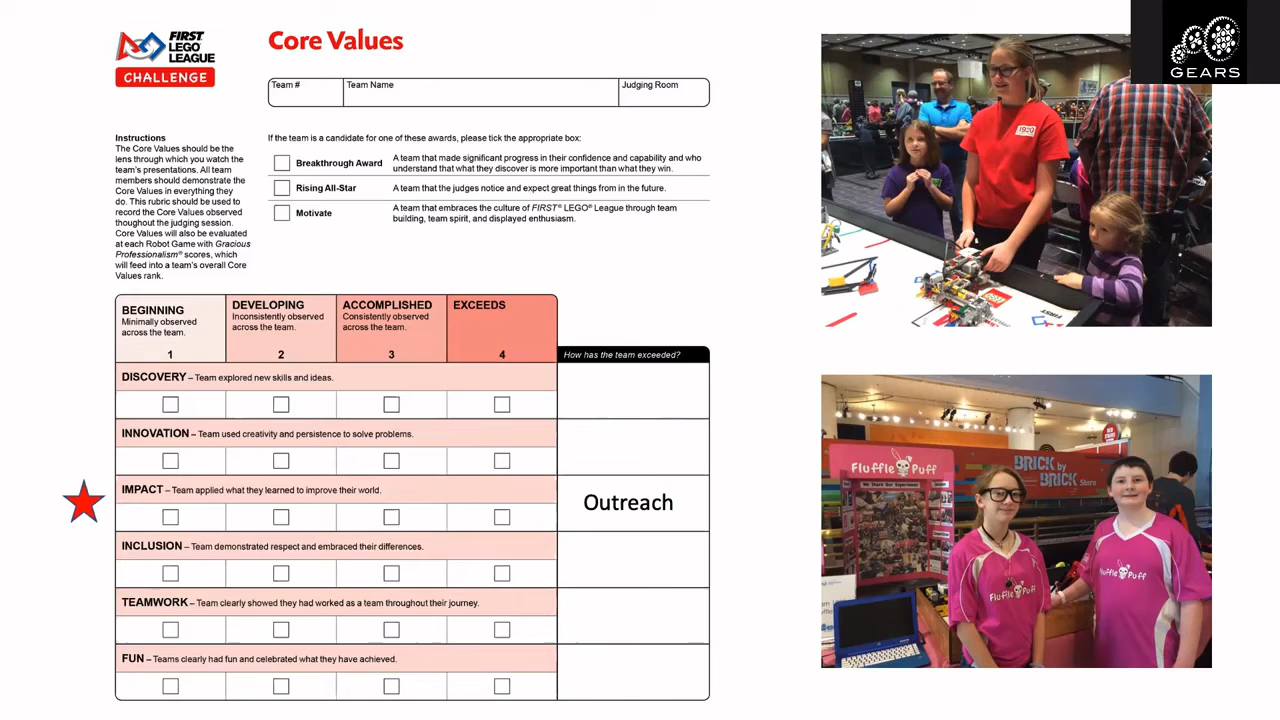 FIRST
LEGO
LEAGUE
CHALLENGE
Core Values
Team #
Team Name
Judging Room
Instructions
The Core Values should be the
lens through which you watch the
team's presentations. All team
members should demonstrate the
Core Values in everything they
do. This rubric should be used to
record the Core Values observed
thoughout the judging session.
Core Values will also be evaluated
at each Robot Game with Gracious
Professionalism® scores, which
will feed into a team's overall Core
Values rank.
If the team is a candidate for one of these awards, please tick the appropriate box:
Breakthrough Award
A team that made significant progress in their confidence and capability and who
understand that what they discover is more important than what they win.
Rising All-Star
A team that the judges notice and expect great things from in the future.
Motivate
A team that embraces the culture of FIRST® LEGO® League through team
building, team spirit, and displayed enthusiasm.
BEGINNING
Minimally observed
across the team.
1
DEVELOPING
Inconsistently observed
across the team.
2
ACCOMPLISHED
Consistently observed
across the team.
3
EXCEEDS
4
How has the team exceeded?
DISCOVERY – Team explored new skills and ideas.
INNOVATION – Team used creativity and persistence to solve problems.
IMPACT – Team applied what they learned to improve their world.
Outreach
INCLUSION – Team demonstrated respect and embraced their differences.
TEAMWORK – Team clearly showed they had worked as a team throughout their journey.
FUN – Teams clearly had fun and celebrated what they have achieved.
GEARS
1920
LEGO
FIRST
Fluffle Puff
We Share Our Experiences
BRICK by
BRICK Store
Fluffle Puff
Fluffle Puff